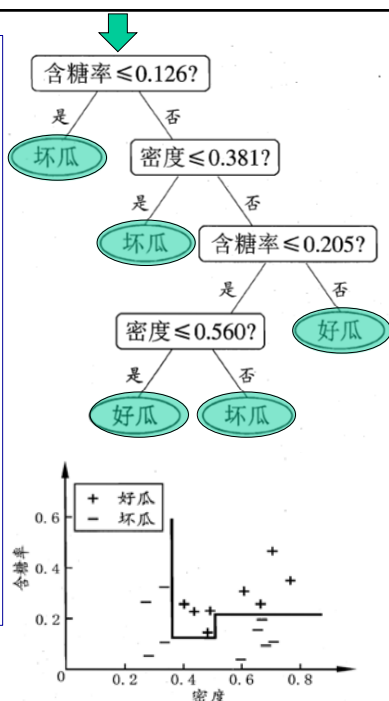 含糖率≤0.126?
是
否
坏瓜
密度≤0.381?
是
否
坏瓜
含糖率≤0.205?
是
否
密度≤0.560?
好瓜
是
否
好瓜
坏瓜
+ 好瓜
− 坏瓜
0.6
0.4
0.2
含糖率
0
0.2
0.4
0.6
0.8
密度